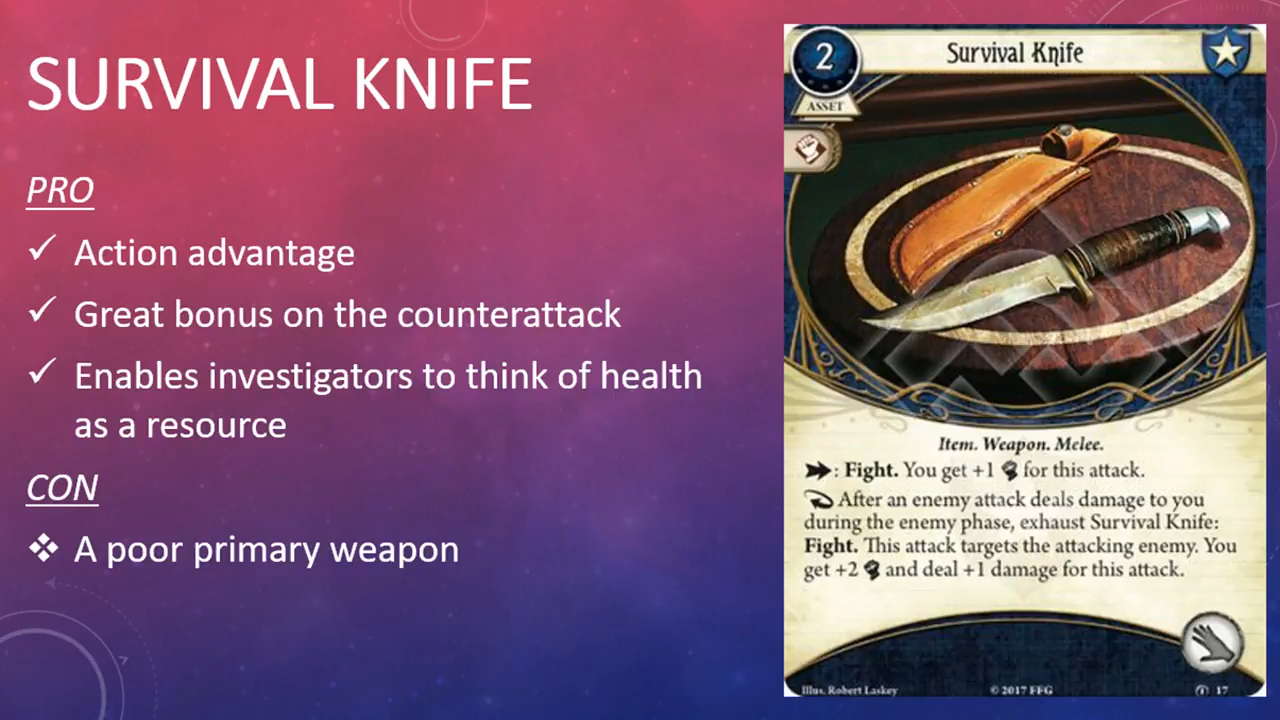 SURVIVAL KNIFE
PRO
Action advantage
Great bonus on the counterattack
Enables investigators to think of health
as a resource
CON
A poor primary weapon
2
Survival Knife
ASSET
Item. Weapon. Melee.
: Fight. You get +1 for this attack.
After an enemy attack deals damage to you
during the enemy phase, exhaust Survival Knife:
Fight. This attack targets the attacking enemy. You
get +2 and deal +1 damage for this attack.
Illus. Robert Laskey
© 2017 FFG
17